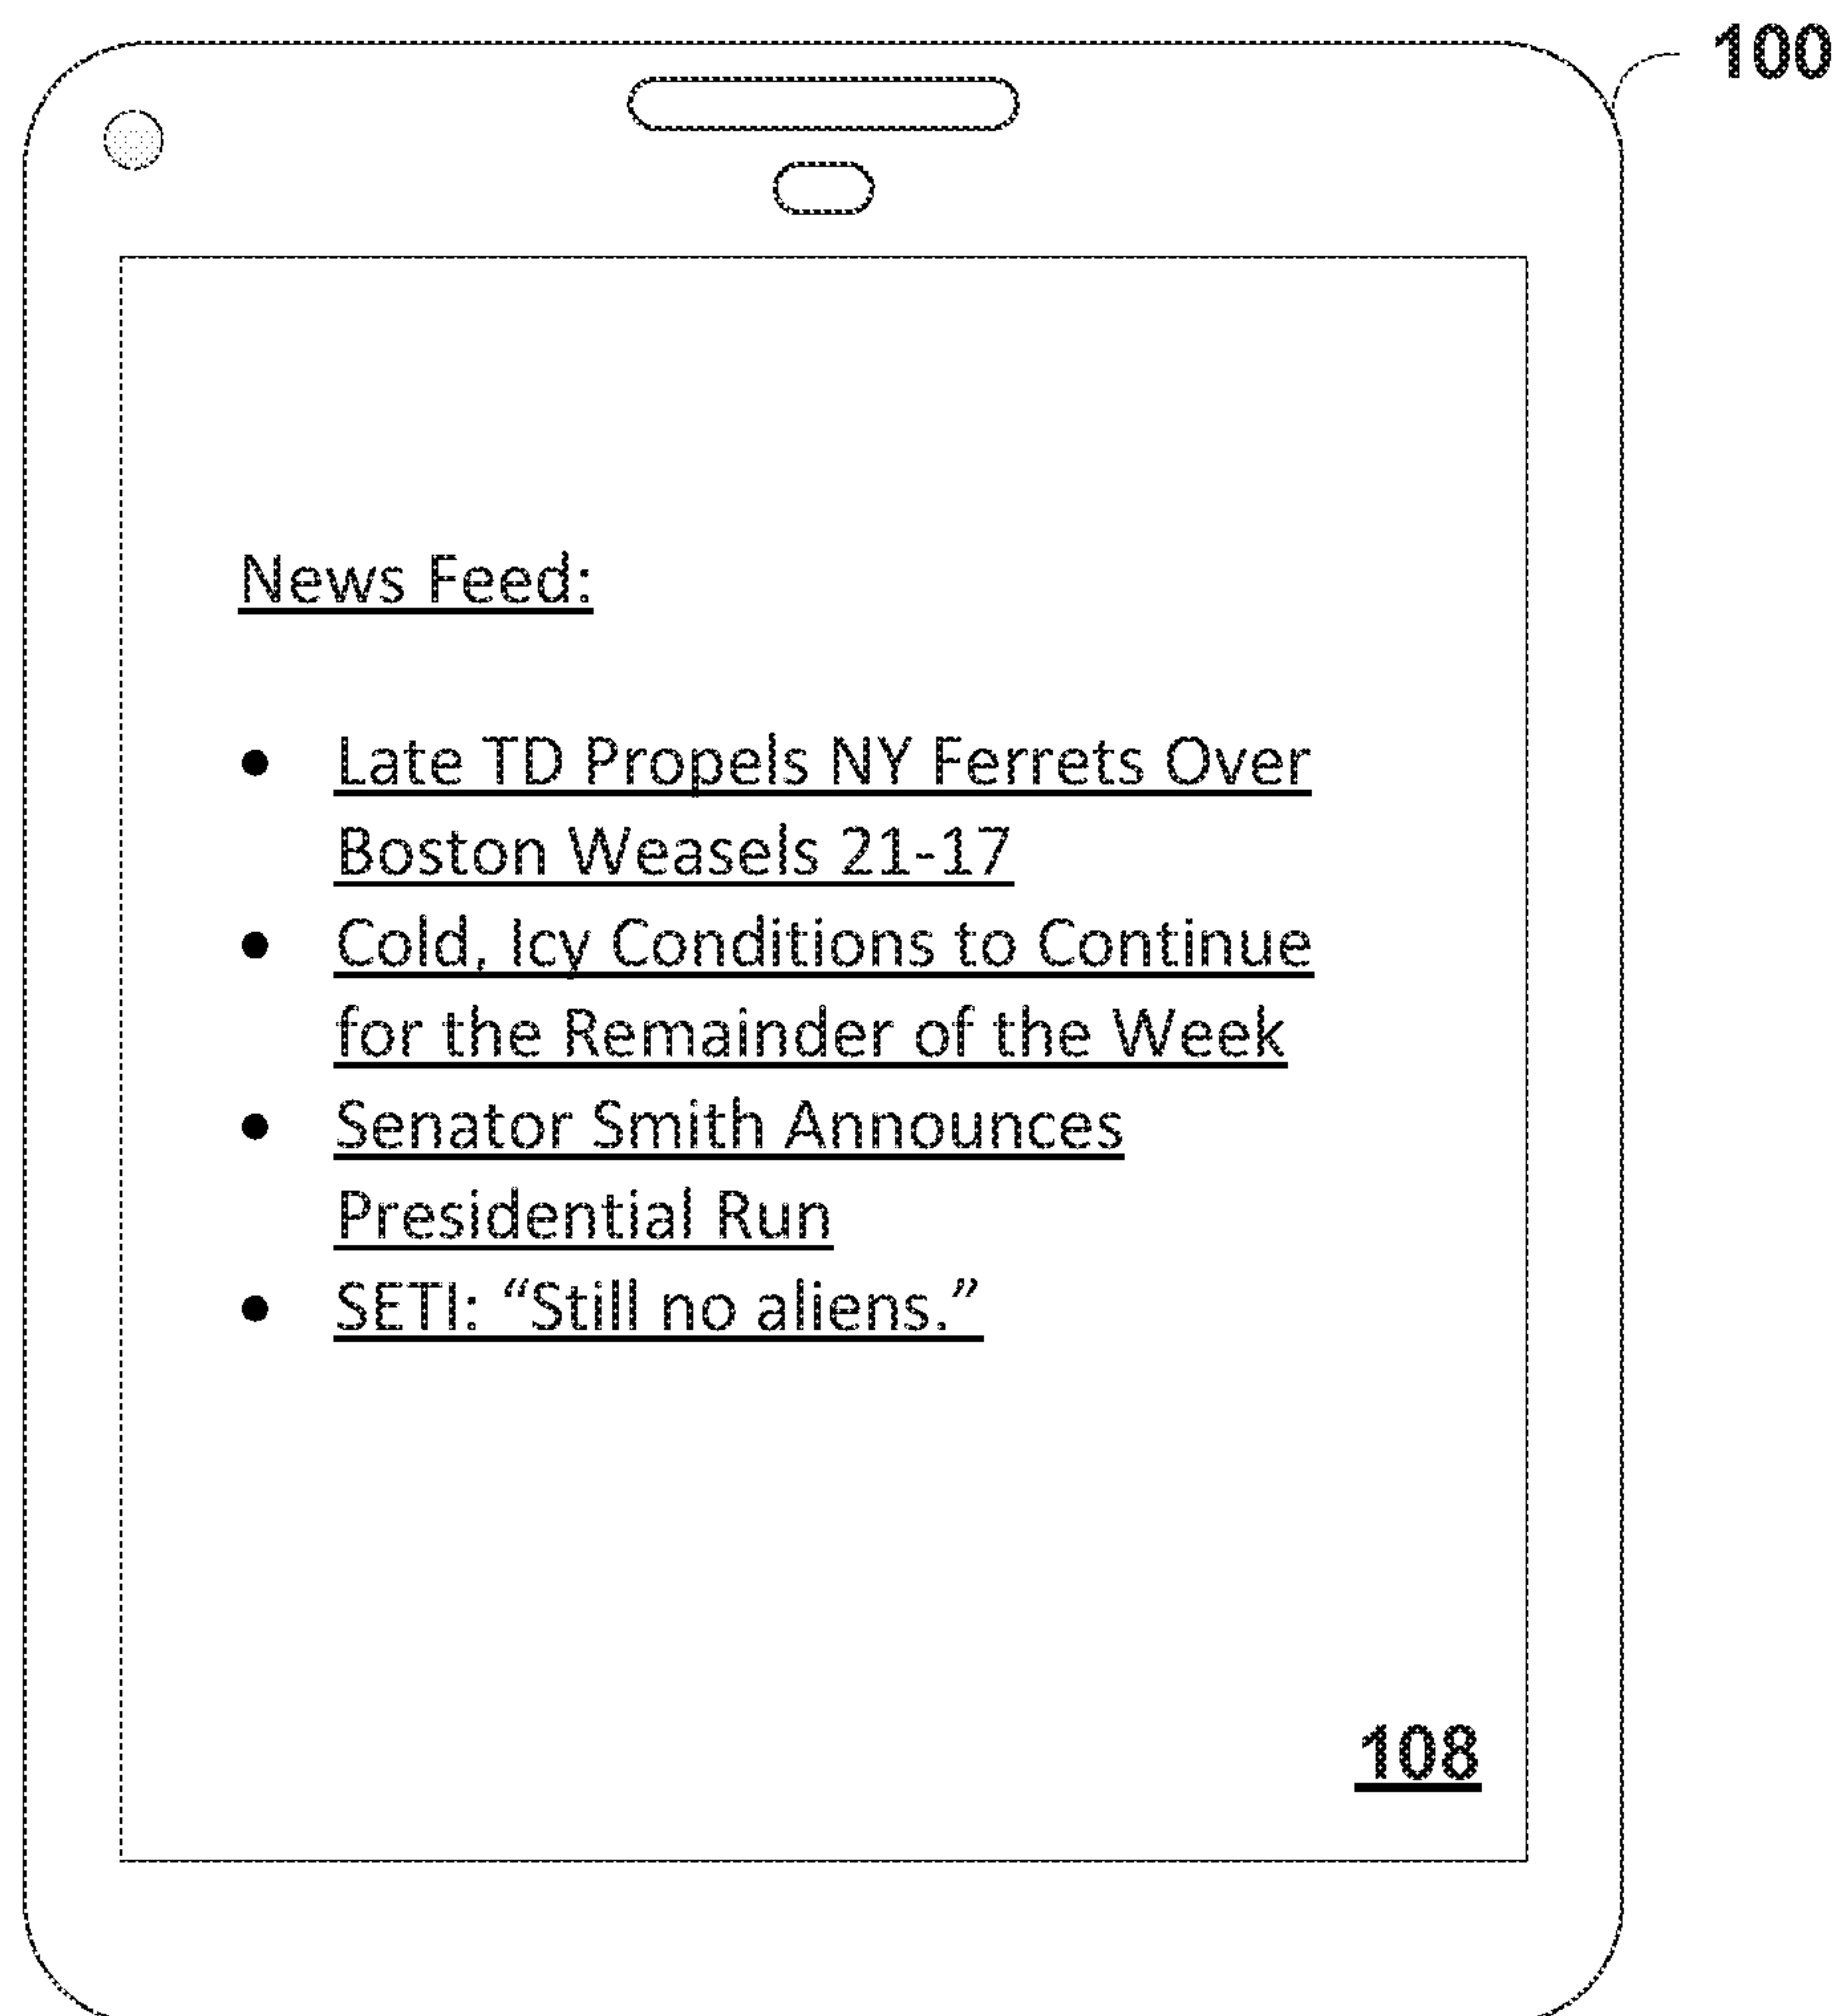 100
News Feed:
• Late TD Propels NY Ferrets Over
Boston Weasels 21-17
• Cold, Icy Conditions to Continue
for the Remainder of the Week
• Senator Smith Announces
Presidential Run
• SETI: “Still no aliens.”
108